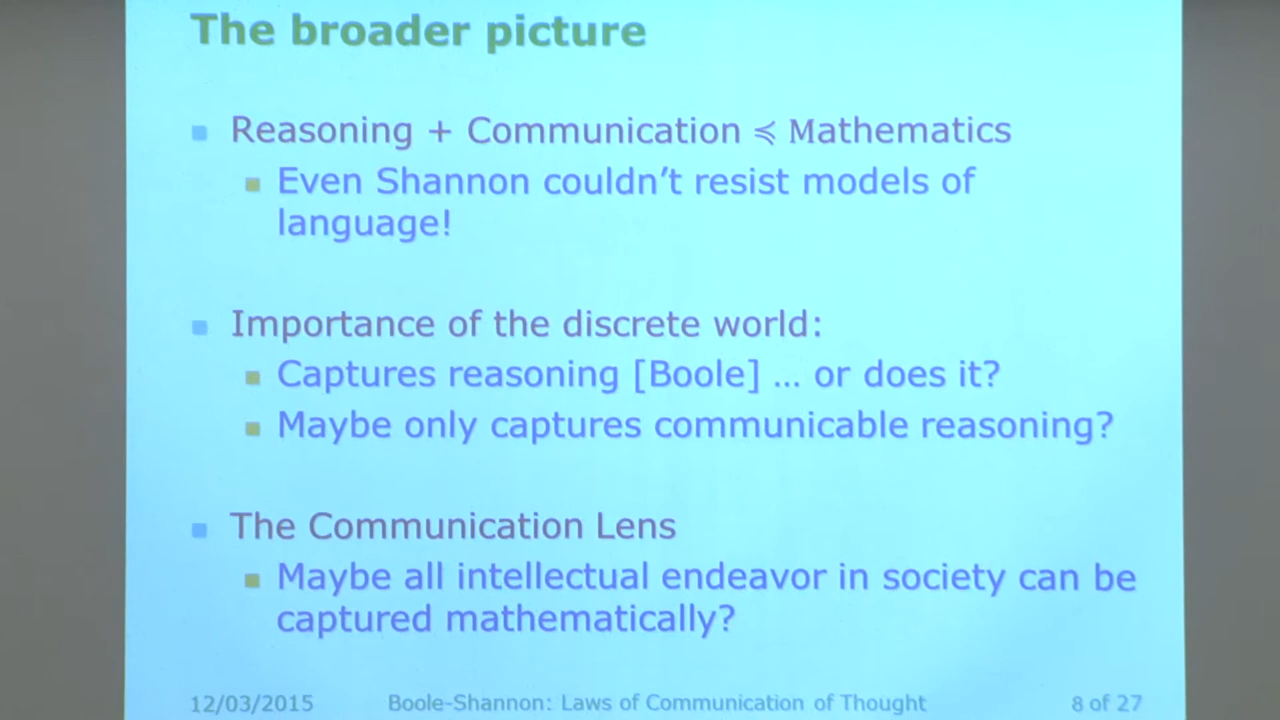 The broader picture
Reasoning + Communication ≼ Mathematics
Even Shannon couldn't resist models of
language!
Importance of the discrete world:
Captures reasoning [Boole] … or does it?
Maybe only captures communicable reasoning?
The Communication Lens
Maybe all intellectual endeavor in society can be
captured mathematically?
12/03/2015 Boole-Shannon: Laws of Communication of Thought 8 of 27